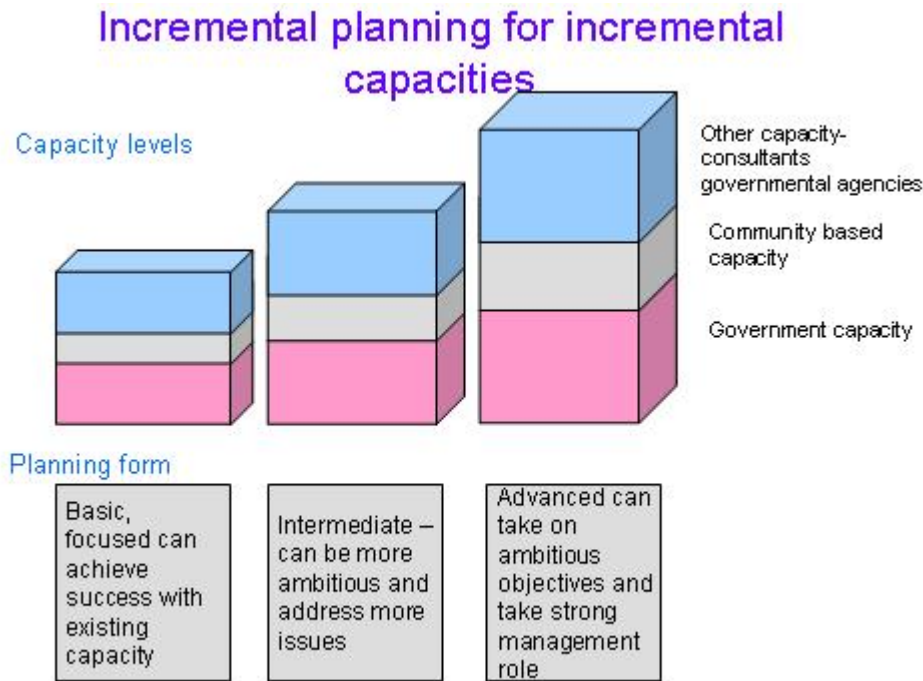 Incremental planning for incremental
capacities
Capacity levels
Other capacity-
consultants
governmental agencies
Community based
capacity
Government capacity
Planning form
Basic,
focused can
achieve
success with
existing
capacity
Intermediate –
can be more
ambitious and
address more
issues
Advanced can
take on
ambitious
objectives and
take strong
management
role